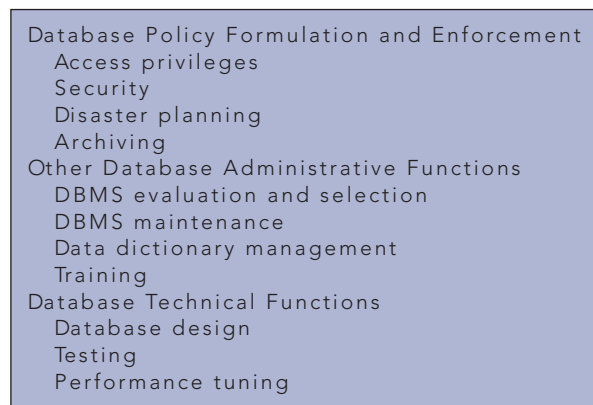 Database Policy Formulation and Enforcement
Access privileges
Security
Disaster planning
Archiving
Other Database Administrative Functions
DBMS evaluation and selection
DBMS maintenance
Data dictionary management
Training
Database Technical Functions
Database design
Testing
Performance tuning